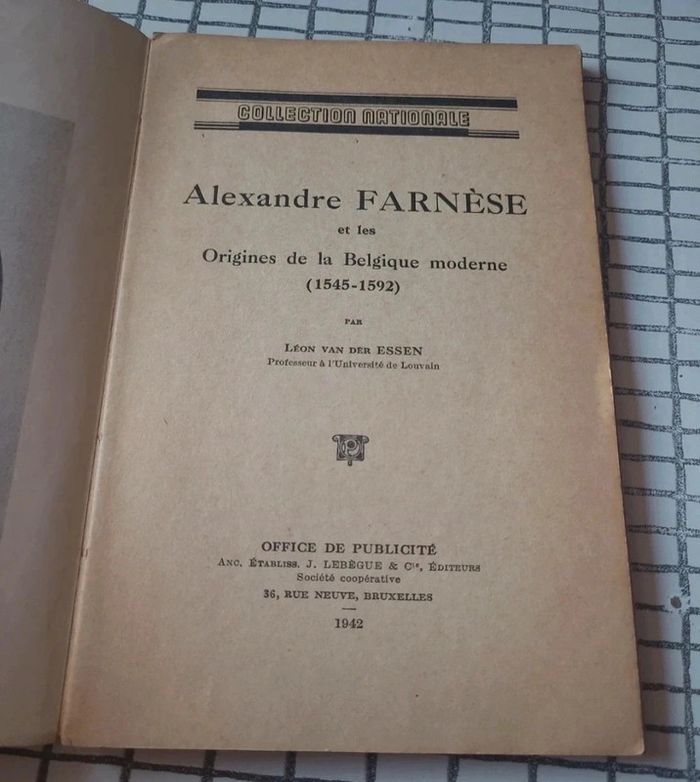 COLLECTION NATIONALE
Alexandre FARNÈSE
et les
Origines de la Belgique moderne
(1545-1592)
PAR
LÉON VAN DER ESSEN
Professeur à l'Université de Louvain
OFFICE DE PUBLICITÉ
ANC. ÉTABLISS. J. LEBÈGUE & Cie, ÉDITEURS
Société coopérative
36, RUE NEUVE, BRUXELLES
1942